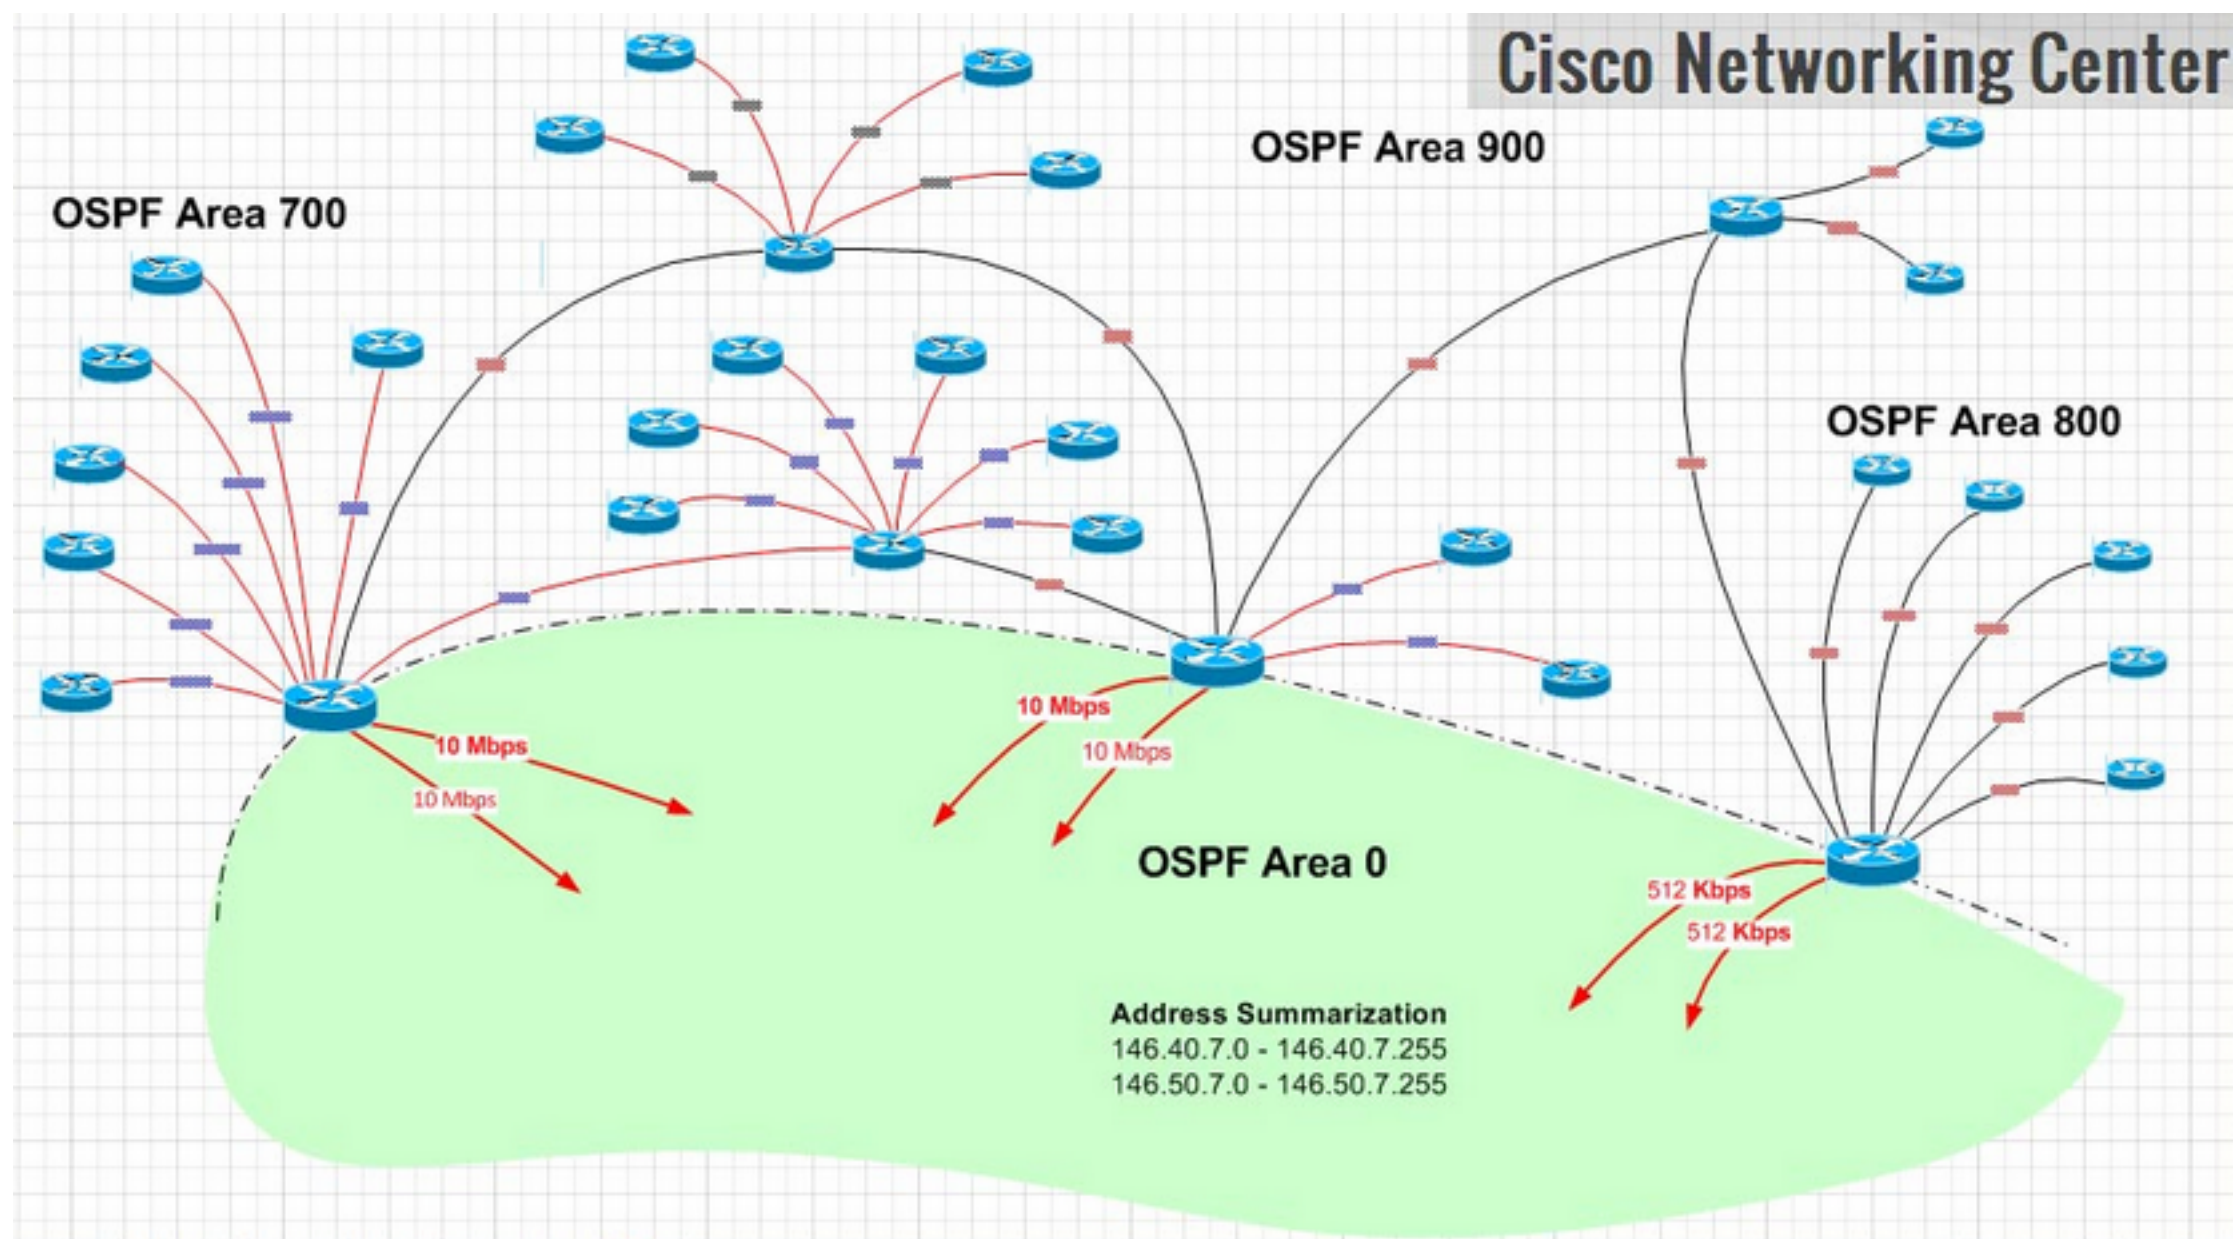 Cisco Networking Center
OSPF Area 900
OSPF Area 700
OSPF Area 800
10 Mbps
10 Mbps
10 Mbps
10 Mbps
OSPF Area 0
512 Kbps
512 Kbps
Address Summarization
146.40.7.0 - 146.40.7.255
146.50.7.0 - 146.50.7.255